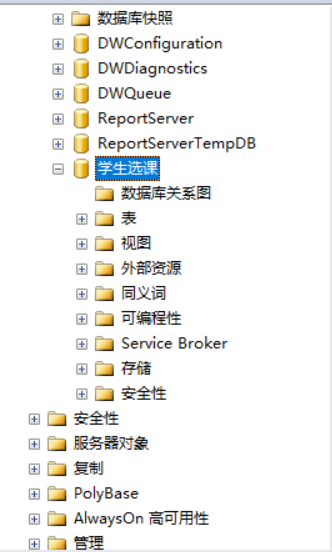 数据库快照
DWConfiguration
DWDiagnostics
DWQueue
ReportServer
ReportServerTempDB
学生选课
数据库关系图
表
视图
外部资源
同义词
可编程性
Service Broker
存储
安全性
安全性
服务器对象
复制
PolyBase
AlwaysOn 高可用性
管理